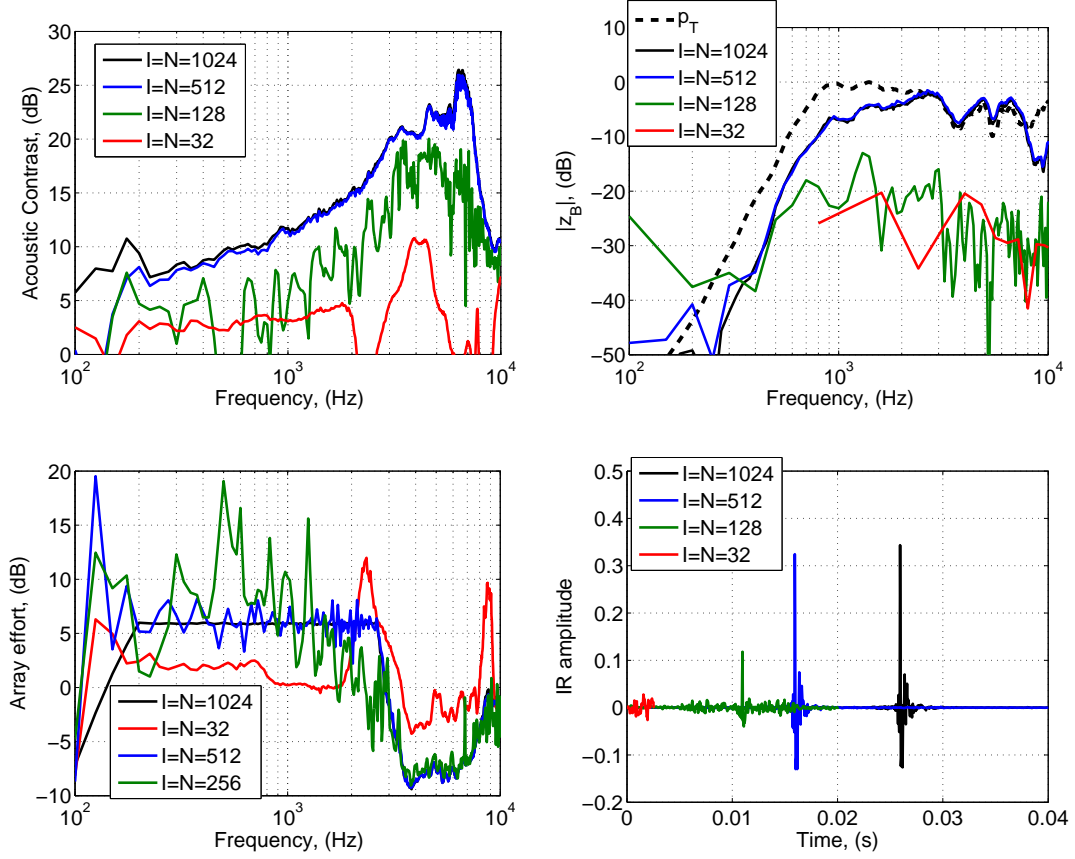 I=N=1024
I=N=512
I=N=128
I=N=32
30
25
20
15
10
5
0
10^2
10^3
10^4
Acoustic Contrast, (dB)
Frequency, (Hz)
p_T
I=N=1024
I=N=512
I=N=128
I=N=32
10
0
−10
−20
−30
−40
−50
10^2
10^3
10^4
|z_B|, (dB)
Frequency, (Hz)
20
15
10
5
0
−5
−10
10^2
10^3
10^4
Array effort, (dB)
Frequency, (Hz)
I=N=1024
I=N=32
I=N=512
I=N=256
I=N=1024
I=N=512
I=N=128
I=N=32
0.5
0.4
0.3
0.2
0.1
0
−0.1
−0.2
0
0.01
0.02
0.03
0.04
IR amplitude
Time, (s)